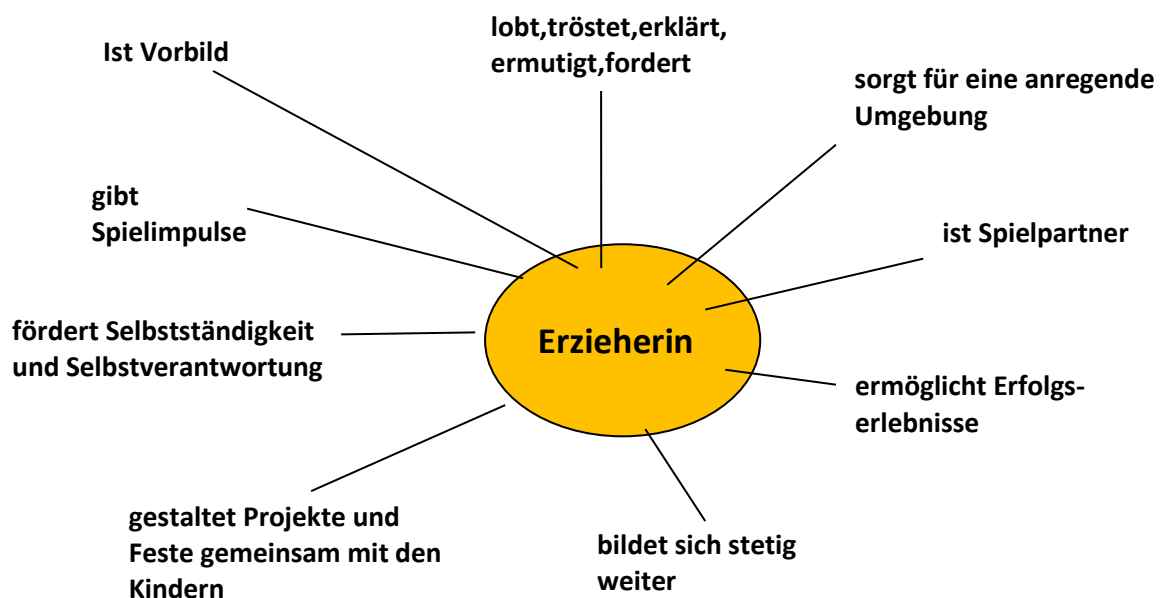 lobt,tröstet,erklärt,
ermutigt,fordert
Ist Vorbild
sorgt für eine anregende
Umgebung
gibt
Spielimpulse
ist Spielpartner
fördert Selbstständigkeit
und Selbstverantwortung
Erzieherin
ermöglicht Erfolgs-
erlebnisse
gestaltet Projekte und
Feste gemeinsam mit den
Kindern
bildet sich stetig
weiter